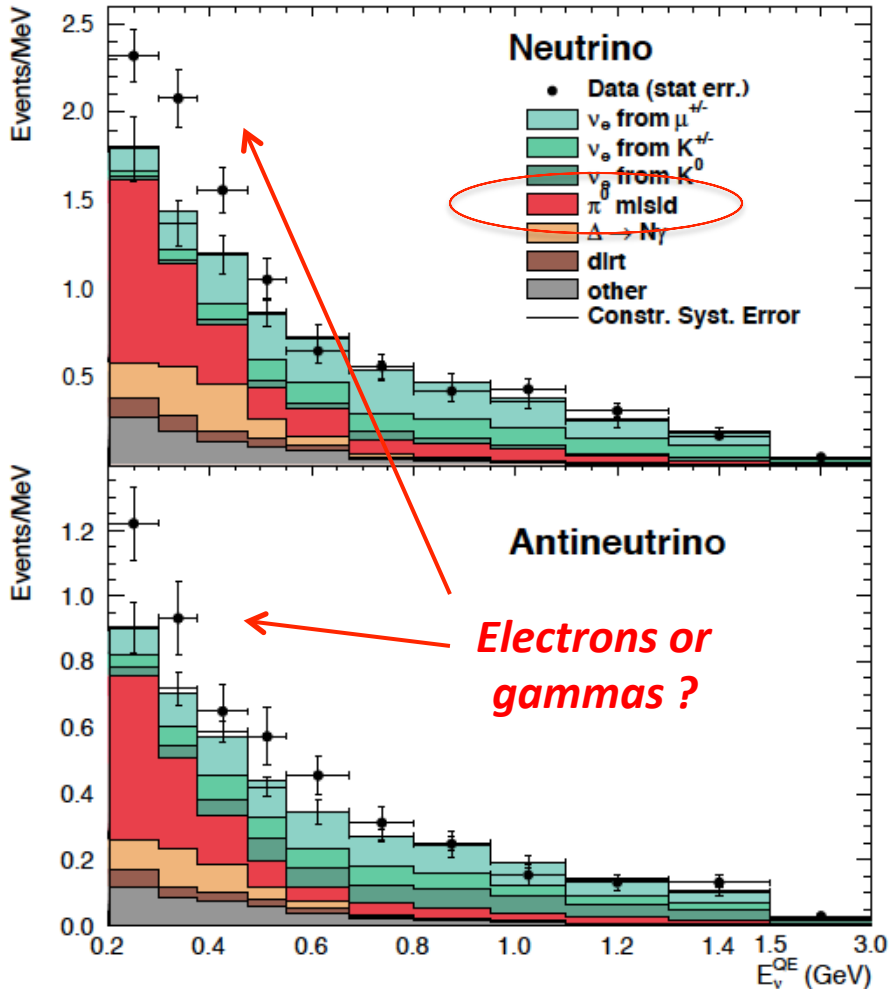 Events/MeV
2.5
2.0
1.5
1.0
0.5
Neutrino
Data (stat err.)
νe from μ+/-
νe from K+/-
νe from K0
π0 misid
Δ → Nγ
dirt
other
Constr. Syst. Error
Events/MeV
1.2
1.0
0.8
0.6
0.4
0.2
0.0
Antineutrino
Electrons or
gammas ?
0.2 0.4 0.6 0.8 1.0 1.2 1.4 1.5 3.0
EνQE (GeV)